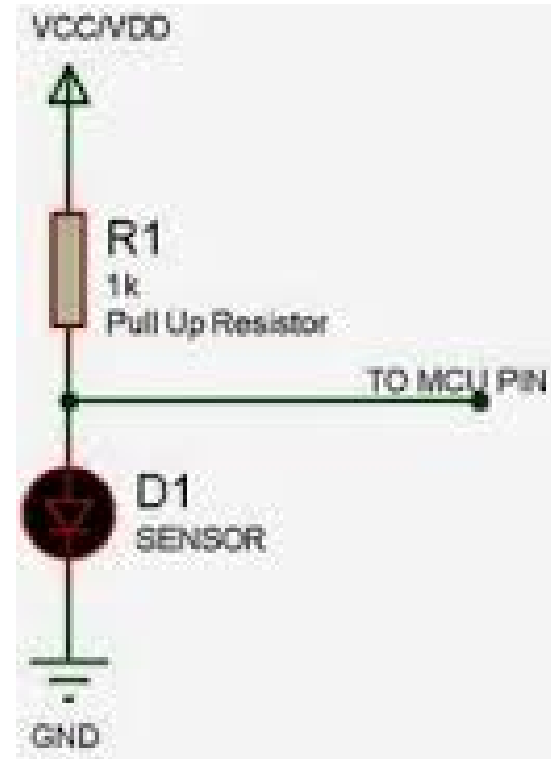 VCC/VDD
R1
1k
Pull Up Resistor
TO MCU PIN
D1
SENSOR
GND